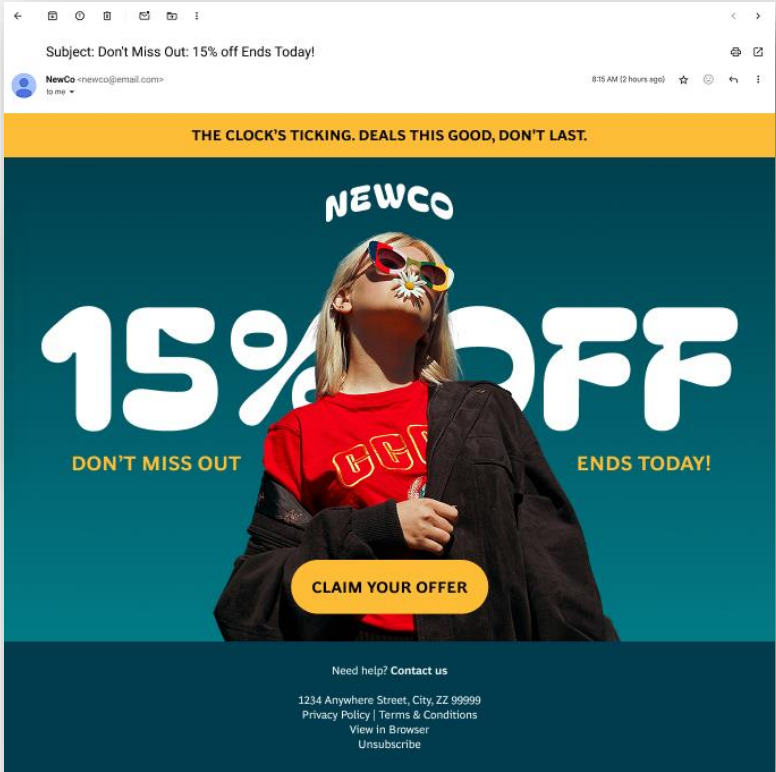 Subject: Don't Miss Out: 15% off Ends Today!
NewCo <newco@email.com>
8:15 AM (2 hours ago)
to me
THE CLOCK'S TICKING. DEALS THIS GOOD, DON'T LAST.
NEWCO
15% OFF
DON'T MISS OUT
ENDS TODAY!
CCC
CLAIM YOUR OFFER
Need help? Contact us
1234 Anywhere Street, City, ZZ 99999
Privacy Policy | Terms & Conditions
View in Browser
Unsubscribe